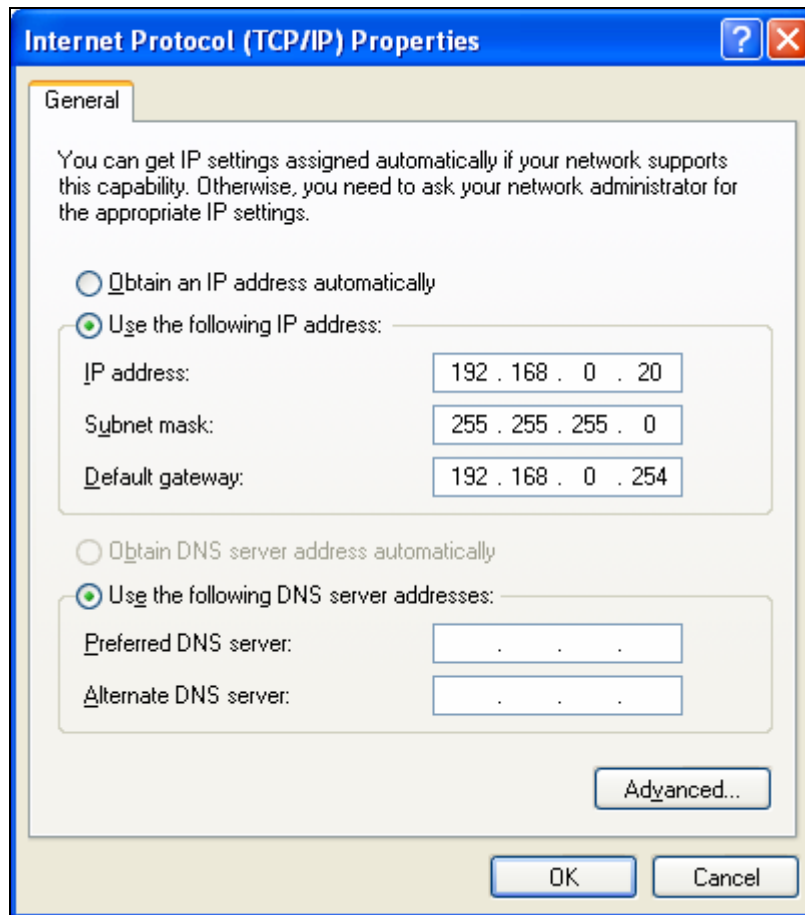 Internet Protocol (TCP/IP) Properties
?
General
You can get IP settings assigned automatically if your network supports
this capability. Otherwise, you need to ask your network administrator for
the appropriate IP settings.
Obtain an IP address automatically
Use the following IP address:
IP address: 192 . 168 . 0 . 20
Subnet mask: 255 . 255 . 255 . 0
Default gateway: 192 . 168 . 0 . 254
Obtain DNS server address automatically
Use the following DNS server addresses:
Preferred DNS server: . . .
Alternate DNS server: . . .
Advanced...
OK Cancel